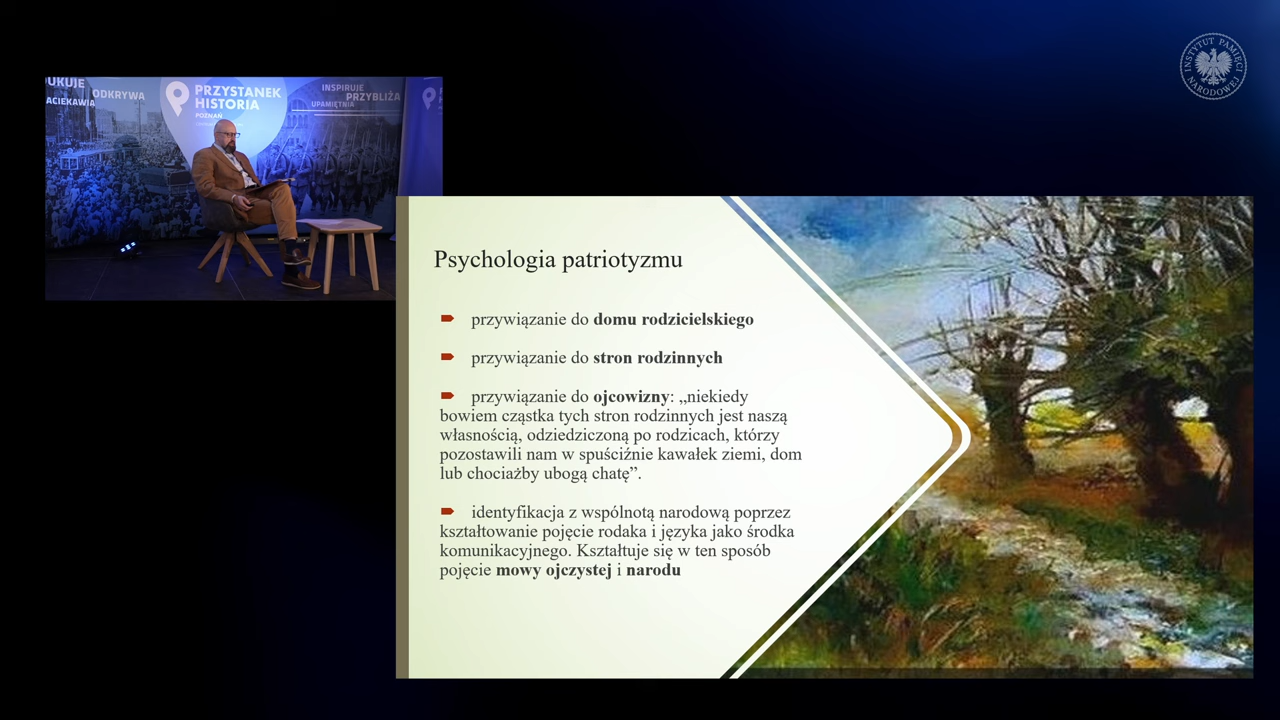 UKUJE
ACIEKAWIA
ODKRYWA
PRZYSTANEK
HISTORIA
POZNAŃ
INSPIRUJE
PRZYBLIŻA
UPAMIĘTNIA
INSTYTUT PAMIĘCI NARODOWEJ
Psychologia patriotyzmu
przywiązanie do domu rodzicielskiego
przywiązanie do stron rodzinnych
przywiązanie do ojcowizny: „niekiedy
bowiem cząstka tych stron rodzinnych jest naszą
własnością, odziedziczoną po rodzicach, którzy
pozostawili nam w spuściźnie kawałek ziemi, dom
lub chociażby ubogą chatę”.
identyfikacja z wspólnotą narodową poprzez
kształtowanie pojęcie rodaka i języka jako środka
komunikacyjnego. Kształtuje się w ten sposób
pojęcie mowy ojczystej i narodu